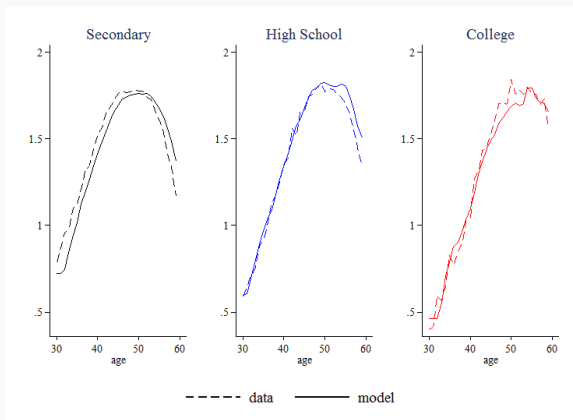 Secondary High School College
2 2 2
1.5 1.5 1.5
1 1 1
.5 .5 .5
30 40 50 60 30 40 50 60 30 40 50 60
age age age
data model